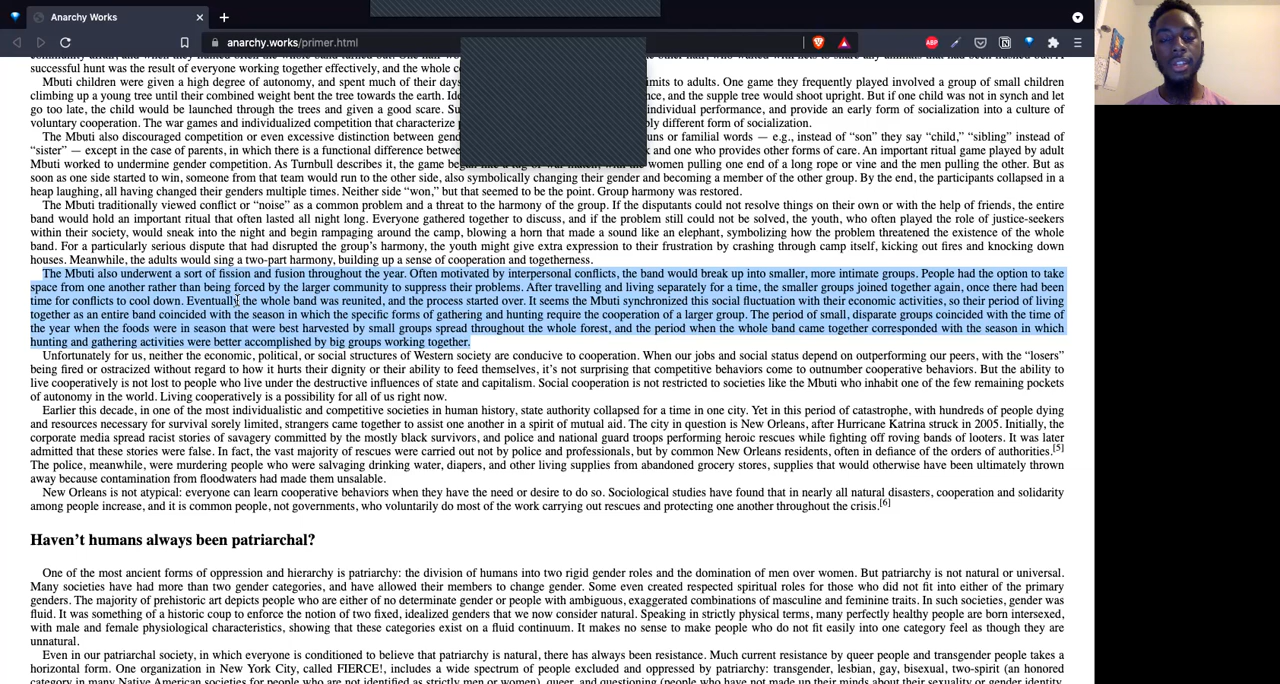 Anarchy Works
anarchy.works/primer.html
ABP
successful hunt was the result of everyone working together effectively, and the whole c
Mbuti children were given a high degree of autonomy, and spent much of their days limits to adults. One game they frequently played involved a group of small children
climbing up a young tree until their combined weight bent the tree towards the earth. Ide nce, and the supple tree would shoot upright. But if one child was not in synch and let
go too late, the child would be launched through the trees and given a good scare. Su individual performance, and provide an early form of socialization into a culture of
voluntary cooperation. The war games and individualized competition that characterize bly different form of socialization.
The Mbuti also discouraged competition or even excessive distinction between gend uns or familial words — e.g., instead of “son” they say “child,” “sibling” instead of
“sister” — except in the case of parents, in which there is a functional difference betwee k and one who provides other forms of care. An important ritual game played by adult
Mbuti worked to undermine gender competition. As Turnbull describes it, the game women pulling one end of a long rope or vine and the men pulling the other. But as
soon as one side started to win, someone from that team would run to the other side, also symbolically changing their gender and becoming a member of the other group. By the end, the participants collapsed in a
heap laughing, all having changed their genders multiple times. Neither side “won,” but that seemed to be the point. Group harmony was restored.
The Mbuti traditionally viewed conflict or “noise” as a common problem and a threat to the harmony of the group. If the disputants could not resolve things on their own or with the help of friends, the entire
band would hold an important ritual that often lasted all night long. Everyone gathered together to discuss, and if the problem still could not be solved, the youth, who often played the role of justice-seekers
within their society, would sneak into the night and begin rampaging around the camp, blowing a horn that made a sound like an elephant, symbolizing how the problem threatened the existence of the whole
band. For a particularly serious dispute that had disrupted the group’s harmony, the youth might give extra expression to their frustration by crashing through camp itself, kicking out fires and knocking down
houses. Meanwhile, the adults would sing a two-part harmony, building up a sense of cooperation and togetherness.
The Mbuti also underwent a sort of fission and fusion throughout the year. Often motivated by interpersonal conflicts, the band would break up into smaller, more intimate groups. People had the option to take
space from one another rather than being forced by the larger community to suppress their problems. After travelling and living separately for a time, the smaller groups joined together again, once there had been
time for conflicts to cool down. Eventually the whole band was reunited, and the process started over. It seems the Mbuti synchronized this social fluctuation with their economic activities, so their period of living
together as an entire band coincided with the season in which the specific forms of gathering and hunting require the cooperation of a larger group. The period of small, disparate groups coincided with the time of
the year when the foods were in season that were best harvested by small groups spread throughout the whole forest, and the period when the whole band came together corresponded with the season in which
hunting and gathering activities were better accomplished by big groups working together.
Unfortunately for us, neither the economic, political, or social structures of Western society are conducive to cooperation. When our jobs and social status depend on outperforming our peers, with the “losers”
being fired or ostracized without regard to how it hurts their dignity or their ability to feed themselves, it’s not surprising that competitive behaviors come to outnumber cooperative behaviors. But the ability to
live cooperatively is not lost to people who live under the destructive influences of state and capitalism. Social cooperation is not restricted to societies like the Mbuti who inhabit one of the few remaining pockets
of autonomy in the world. Living cooperatively is a possibility for all of us right now.
Earlier this decade, in one of the most individualistic and competitive societies in human history, state authority collapsed for a time in one city. Yet in this period of catastrophe, with hundreds of people dying
and resources necessary for survival sorely limited, strangers came together to assist one another in a spirit of mutual aid. The city in question is New Orleans, after Hurricane Katrina struck in 2005. Initially, the
corporate media spread racist stories of savagery committed by the mostly black survivors, and police and national guard troops performing heroic rescues while fighting off roving bands of looters. It was later
admitted that these stories were false. In fact, the vast majority of rescues were carried out not by police and professionals, but by common New Orleans residents, often in defiance of the orders of authorities.[5]
The police, meanwhile, were murdering people who were salvaging drinking water, diapers, and other living supplies from abandoned grocery stores, supplies that would otherwise have been ultimately thrown
away because contamination from floodwaters had made them unsalable.
New Orleans is not atypical: everyone can learn cooperative behaviors when they have the need or desire to do so. Sociological studies have found that in nearly all natural disasters, cooperation and solidarity
among people increase, and it is common people, not governments, who voluntarily do most of the work carrying out rescues and protecting one another throughout the crisis.[6]
Haven’t humans always been patriarchal?
One of the most ancient forms of oppression and hierarchy is patriarchy: the division of humans into two rigid gender roles and the domination of men over women. But patriarchy is not natural or universal.
Many societies have had more than two gender categories, and have allowed their members to change gender. Some even created respected spiritual roles for those who did not fit into either of the primary
genders. The majority of prehistoric art depicts people who are either of no determinate gender or people with ambiguous, exaggerated combinations of masculine and feminine traits. In such societies, gender was
fluid. It was something of a historic coup to enforce the notion of two fixed, idealized genders that we now consider natural. Speaking in strictly physical terms, many perfectly healthy people are born intersexed,
with male and female physiological characteristics, showing that these categories exist on a fluid continuum. It makes no sense to make people who do not fit easily into one category feel as though they are
unnatural.
Even in our patriarchal society, in which everyone is conditioned to believe that patriarchy is natural, there has always been resistance. Much current resistance by queer people and transgender people takes a
horizontal form. One organization in New York City, called FIERCE!, includes a wide spectrum of people excluded and oppressed by patriarchy: transgender, lesbian, gay, bisexual, two-spirit (an honored
category in many Native American societies for people who are not identified as strictly men or women), queer, and questioning (people who have not made up their minds about their sexuality or gender identity,